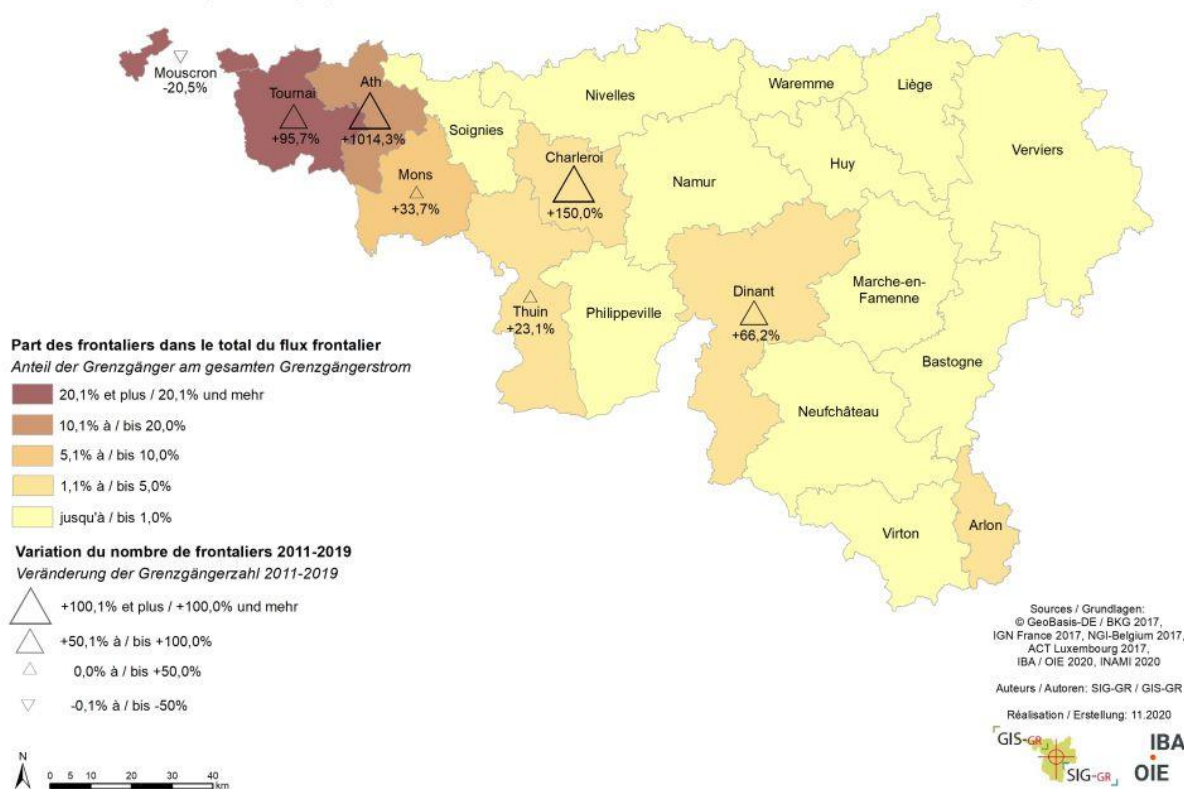 Mouscron
-20,5%
Tournai
+95,7%
Ath
+1014,3%
Soignies
Mons
+33,7%
Nivelles
Waremme
Liège
Verviers
Charleroi
+150,0%
Namur
Huy
Thuin
+23,1%
Philippeville
Dinant
+66,2%
Marche-en-
Famenne
Bastogne
Neufchâteau
Virton
Arlon
Part des frontaliers dans le total du flux frontalier
Anteil der Grenzgänger am gesamten Grenzgängerstrom
20,1% et plus / 20,1% und mehr
10,1% à / bis 20,0%
5,1% à / bis 10,0%
1,1% à / bis 5,0%
jusqu'à / bis 1,0%
Variation du nombre de frontaliers 2011-2019
Veränderung der Grenzgängerzahl 2011-2019
+100,1% et plus / +100,0% und mehr
+50,1% à / bis +100,0%
0,0% à / bis +50,0%
-0,1% à / bis -50%
N
0 5 10 20 30 40
km
Sources / Grundlagen:
© GeoBasis-DE / BKG 2017,
IGN France 2017, NGI-Belgium 2017,
ACT Luxembourg 2017,
IBA / OIE 2020, INAMI 2020
Auteurs / Autoren: SIG-GR / GIS-GR
Réalisation / Erstellung: 11.2020
GIS-GR
SIG-GR
IBA
OIE